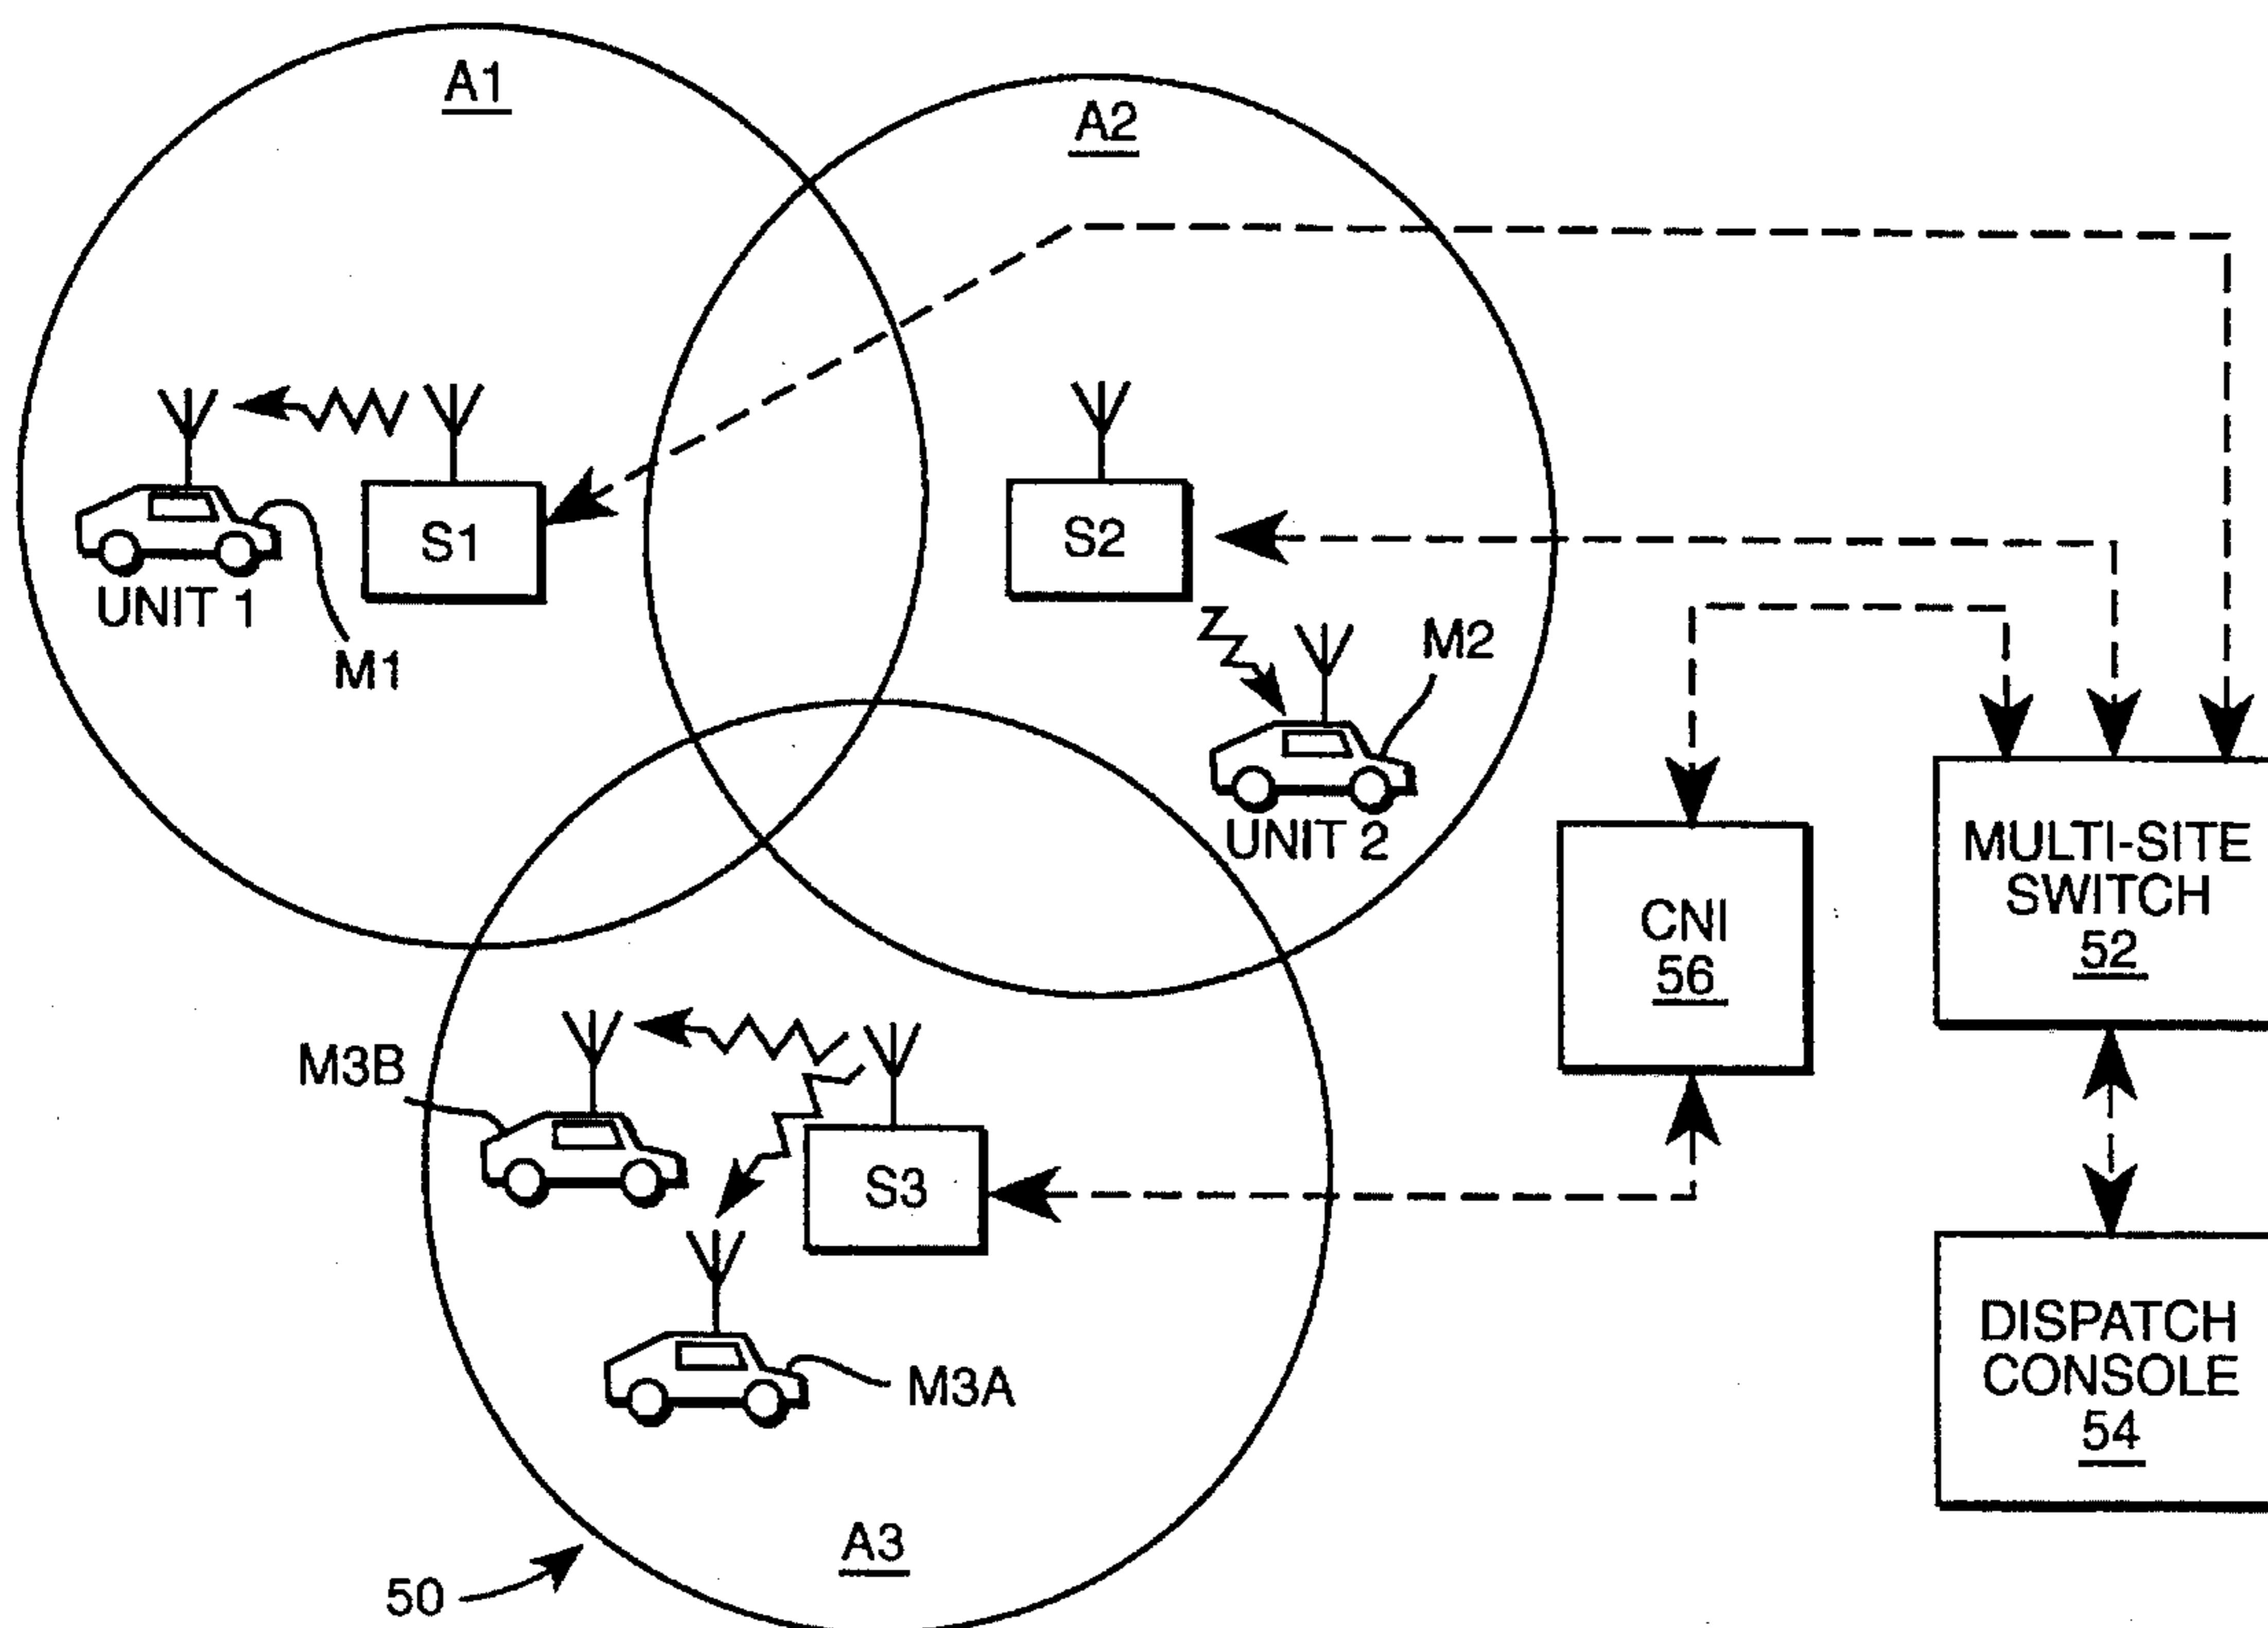 A1
A2
S1
S2
UNIT 1
M1
M2
UNIT 2
MULTI-SITE
SWITCH
52
CNI
56
M3B
S3
M3A
DISPATCH
CONSOLE
54
A3
50